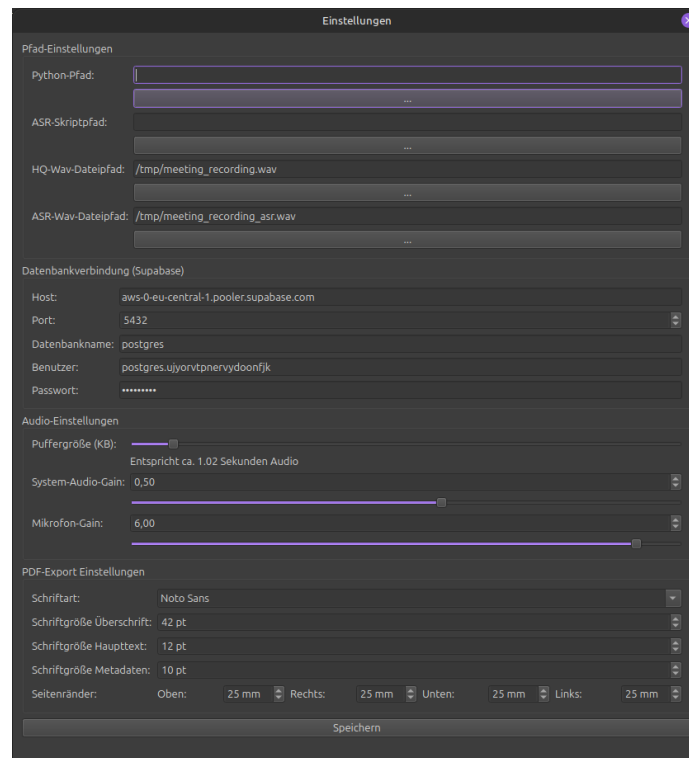 Einstellungen
Pfad-Einstellungen
Python-Pfad:
...
ASR-Skriptpfad:
...
HQ-Wav-Dateipfad: /tmp/meeting_recording.wav
...
ASR-Wav-Dateipfad: /tmp/meeting_recording_asr.wav
...
Datenbankverbindung (Supabase)
Host: aws-0-eu-central-1.pooler.supabase.com
Port: 5432
Datenbankname: postgres
Benutzer: postgres.ujyorvtpnervydoonfjk
Passwort: •••••••••
Audio-Einstellungen
Puffergröße (KB):
Entspricht ca. 1.02 Sekunden Audio
System-Audio-Gain: 0,50
Mikrofon-Gain: 6,00
PDF-Export Einstellungen
Schriftart: Noto Sans
Schriftgröße Überschrift: 42 pt
Schriftgröße Haupttext: 12 pt
Schriftgröße Metadaten: 10 pt
Seitenränder: Oben: 25 mm Rechts: 25 mm Unten: 25 mm Links: 25 mm
Speichern